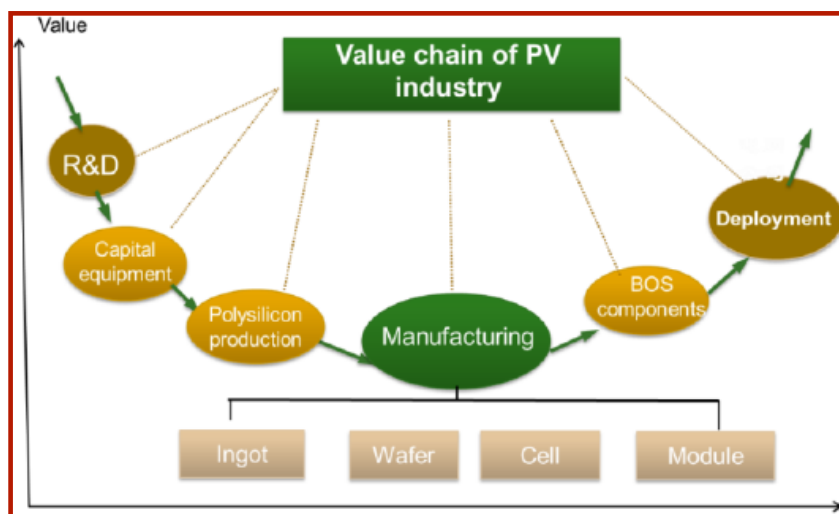 Value
Value chain of PV
industry
R&D
Capital
equipment
Polysilicon
production
Manufacturing
BOS
components
Deployment
Ingot
Wafer
Cell
Module